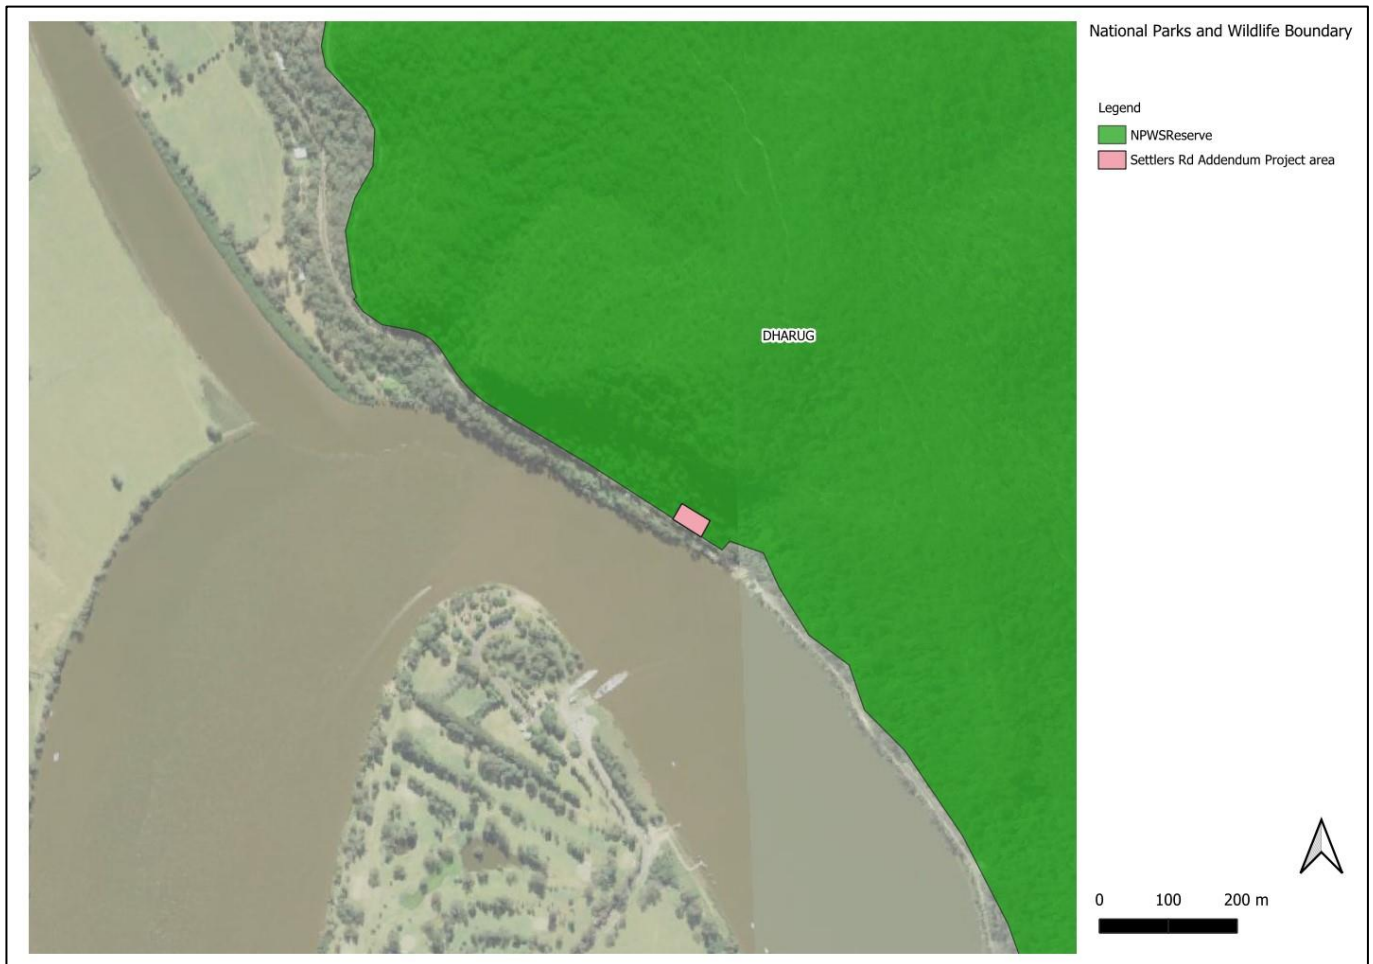 National Parks and Wildlife Boundary
Legend
NPWSReserve
Settlers Rd Addendum Project area
DHARUG
0 100 200 m